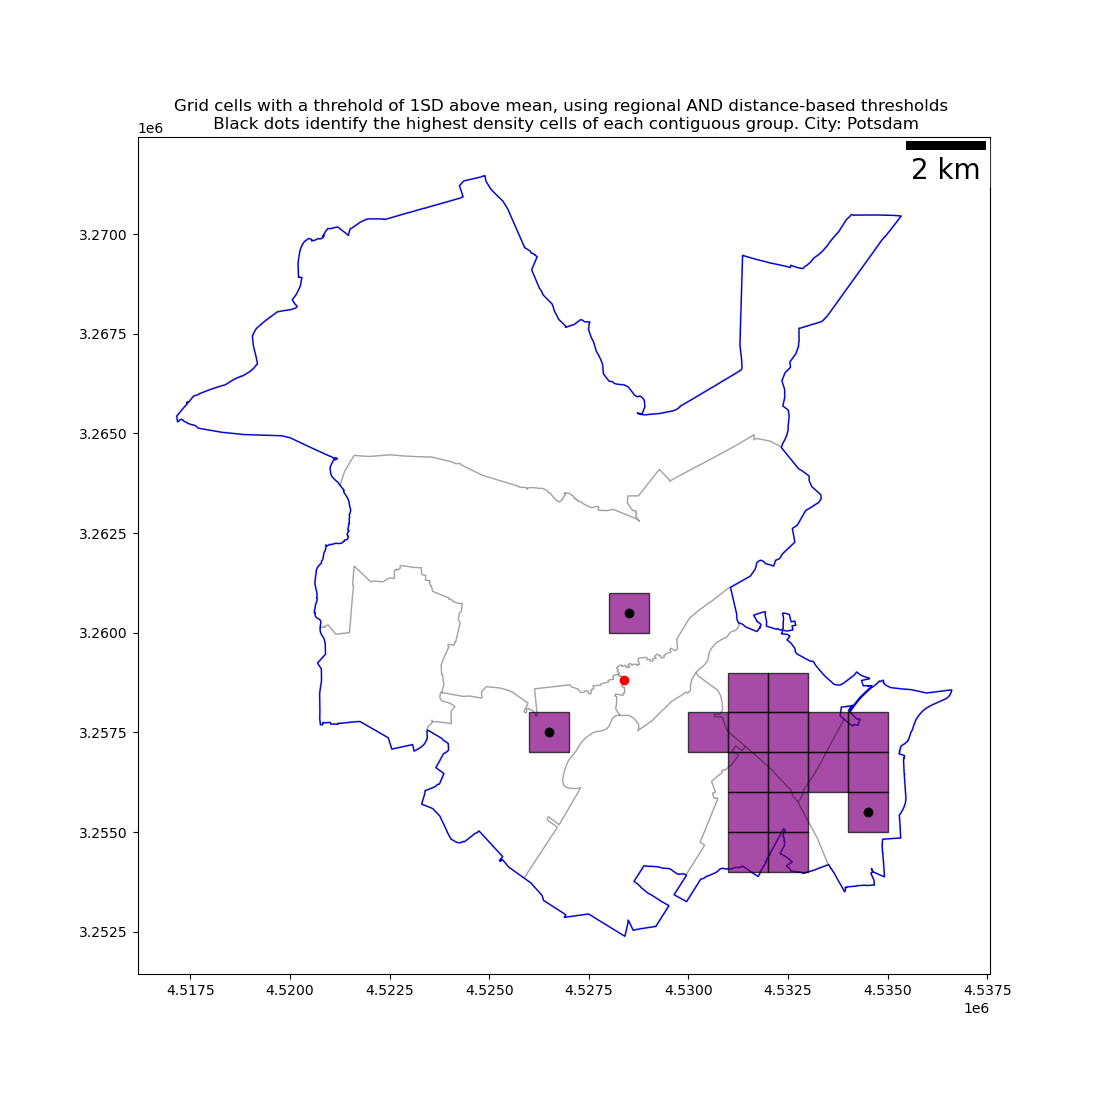 Grid cells with a threhold of 1SD above mean, using regional AND distance-based thresholds
Black dots identify the highest density cells of each contiguous group. City: Potsdam
1e6
2 km
3.2700
3.2675
3.2650
3.2625
3.2600
3.2575
3.2550
3.2525
4.5175 4.5200 4.5225 4.5250 4.5275 4.5300 4.5325 4.5350 4.5375
1e6